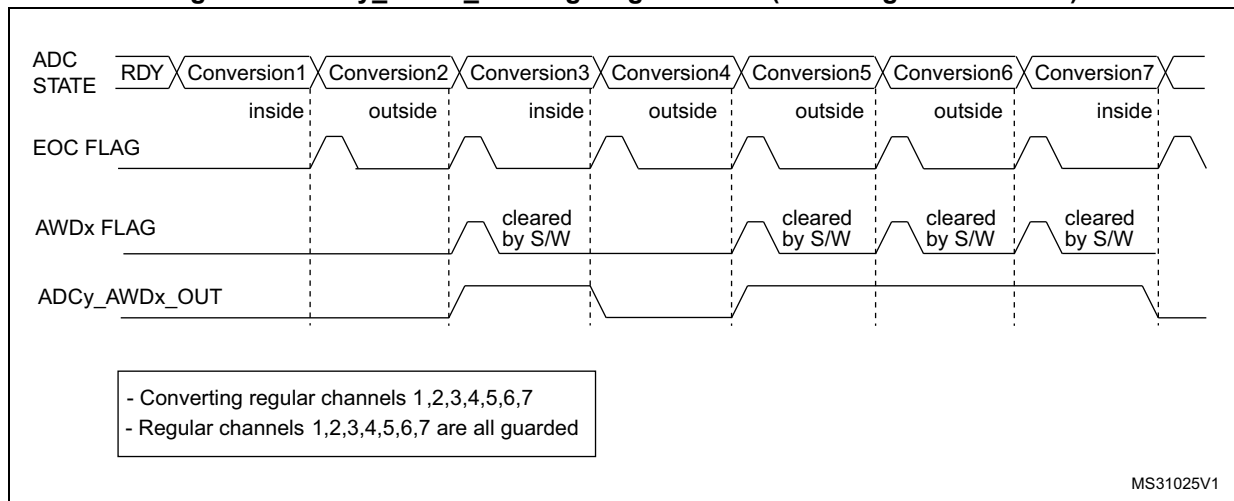 ADC
STATE
RDY Conversion1 Conversion2 Conversion3 Conversion4 Conversion5 Conversion6 Conversion7
inside outside inside outside outside outside inside
EOC FLAG
AWDx FLAG
cleared
by S/W
cleared
by S/W
cleared
by S/W
cleared
by S/W
ADCy_AWDx_OUT
- Converting regular channels 1,2,3,4,5,6,7
- Regular channels 1,2,3,4,5,6,7 are all guarded
MS31025V1